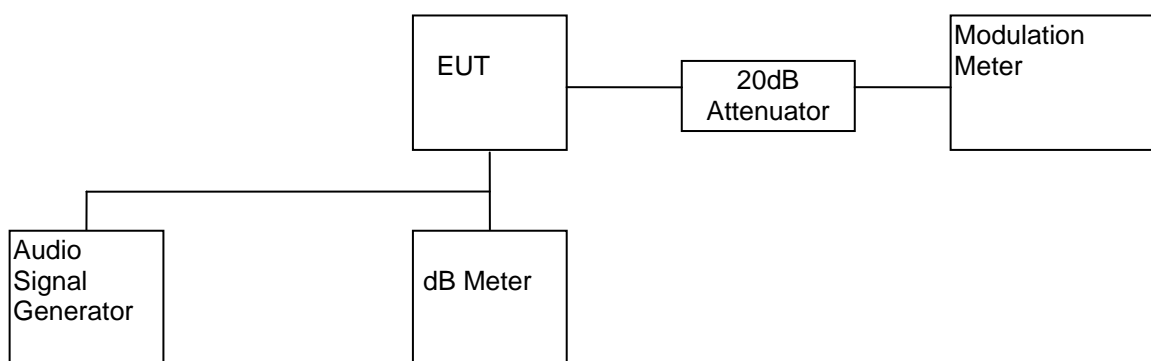 EUT
20dB
Attenuator
Modulation
Meter
Audio
Signal
Generator
dB Meter